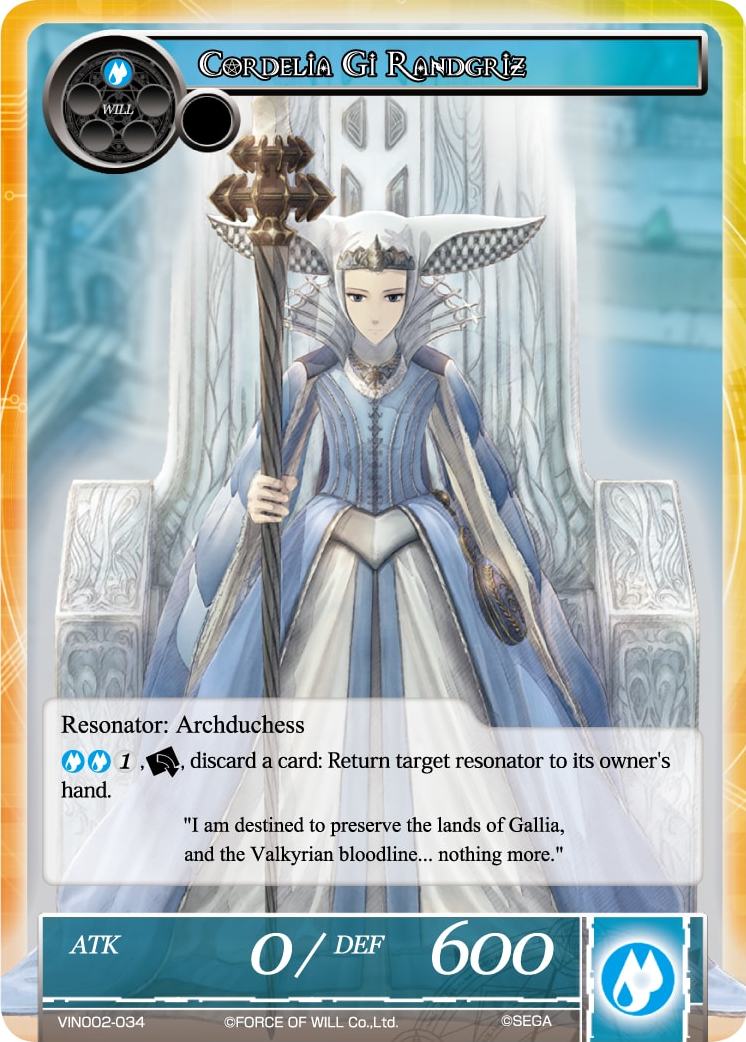 Cordelia Gi Randgriz
WILL
Resonator: Archduchess
1 , , discard a card: Return target resonator to its owner's
hand.
"I am destined to preserve the lands of Gallia,
and the Valkyrian bloodline... nothing more."
ATK 0 / DEF 600
VIN002-034 ©FORCE OF WILL Co.,Ltd. ©SEGA